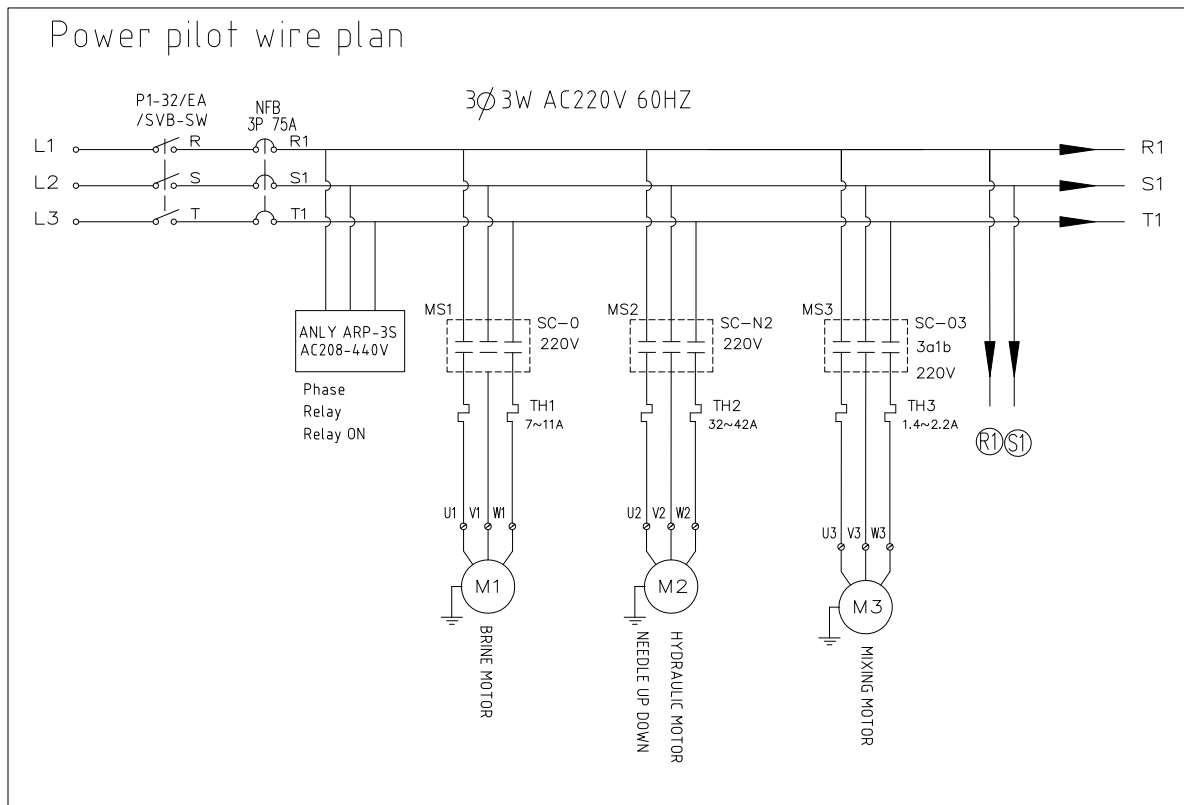 Power pilot wire plan
P1-32/EA
/SVB-SW
NFB
3P 75A
3Ø 3W AC220V 60HZ
L1 R R1 R1
L2 S S1 S1
L3 T T1 T1
ANLY ARP-3S
AC208-440V
Phase
Relay
Relay ON
MS1
SC-0
220V
TH1
7~11A
U1 V1 W1
M1
BRINE MOTOR
MS2
SC-N2
220V
TH2
32~42A
U2 V2 W2
M2
HYDRAULIC MOTOR
NEEDLE UP DOWN
MS3
SC-03
3a1b
220V
TH3
1.4~2.2A
U3 V3 W3
M3
MIXING MOTOR
R1 S1